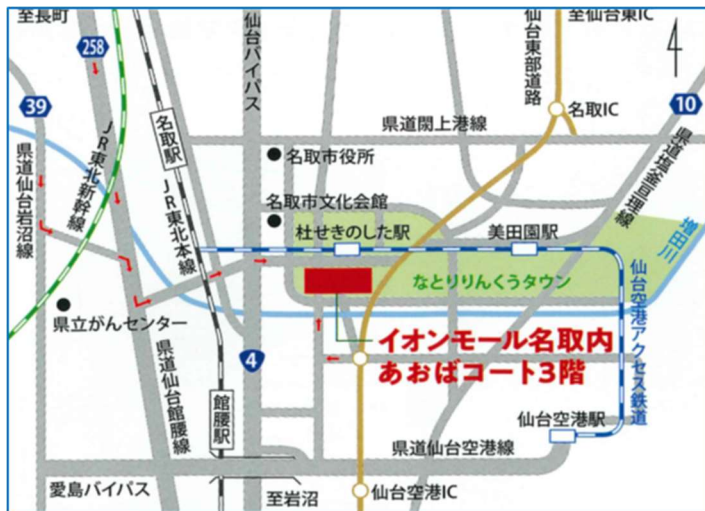 至長町
258
39
仙台バイパス
仙台東部道路
至仙台東IC
名取IC
10
県道閖上港線
名取駅
名取市役所
県道仙台岩沼線
JR東北新幹線
JR東北本線
県道塩釜亘理線
名取市文化会館
杜せきのした駅
美田園駅
増田川
なとりりんくうタウン
仙台空港アクセス鉄道
県立がんセンター
イオンモール名取内
あおばコート3階
4
県道仙台館腰線
館腰駅
仙台空港駅
県道仙台空港線
愛島バイパス
至岩沼
仙台空港IC